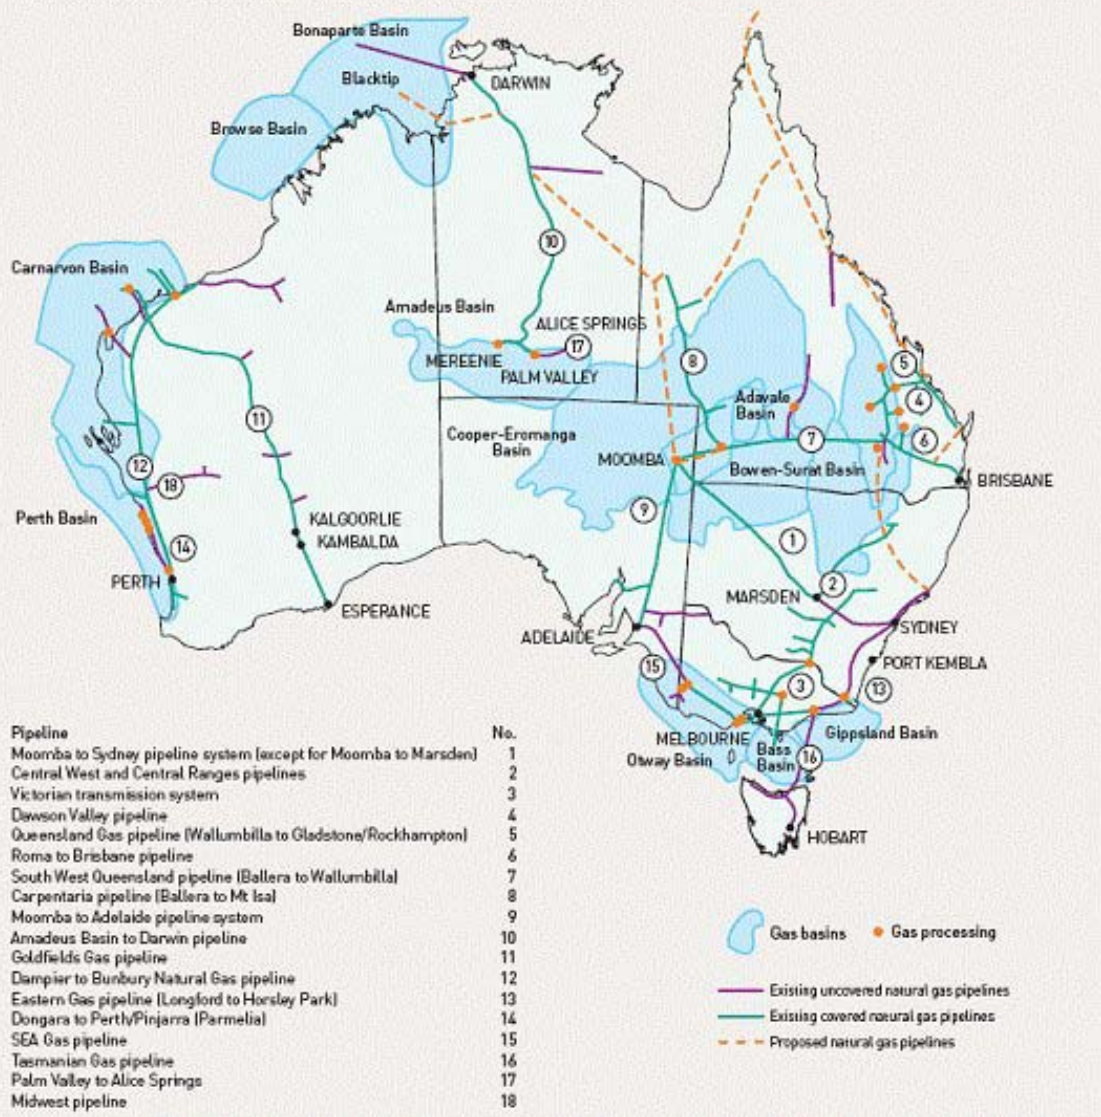 Bonaparte Basin
Blacktip
DARWIN
Browse Basin
10
Carnarvon Basin
Amadeus Basin
ALICE SPRINGS
17
MEREENIE
PALM VALLEY
8
5
4
Adavale
Basin
11
Cooper-Eromanga
Basin
7
6
MOOMBA
Bowen-Surat Basin
12
18
BRISBANE
Perth Basin
9
KALGOORLIE
KAMBALDA
1
14
PERTH
2
MARSDEN
ESPERANCE
ADELAIDE
SYDNEY
PORT KEMBLA
15
3
13
MELBOURNE
Gippsland Basin
Otway Basin
Bass
Basin
16
HOBART
Pipeline No.
Moomba to Sydney pipeline system (except for Moomba to Marsden) 1
Central West and Central Ranges pipelines 2
Victorian transmission system 3
Dawson Valley pipeline 4
Queensland Gas pipeline (Wallumbilla to Gladstone/Rockhampton) 5
Roma to Brisbane pipeline 6
South West Queensland pipeline (Ballera to Wallumbilla) 7
Carpentaria pipeline (Ballera to Mt Isa) 8
Moomba to Adelaide pipeline system 9
Amadeus Basin to Darwin pipeline 10
Goldfields Gas pipeline 11
Dampier to Bunbury Natural Gas pipeline 12
Eastern Gas pipeline (Longford to Horsley Park) 13
Dongara to Perth/Pinjarra (Parmelia) 14
SEA Gas pipeline 15
Tasmanian Gas pipeline 16
Palm Valley to Alice Springs 17
Midwest pipeline 18
Gas basins
Gas processing
Existing uncovered natural gas pipelines
Existing covered natural gas pipelines
Proposed natural gas pipelines